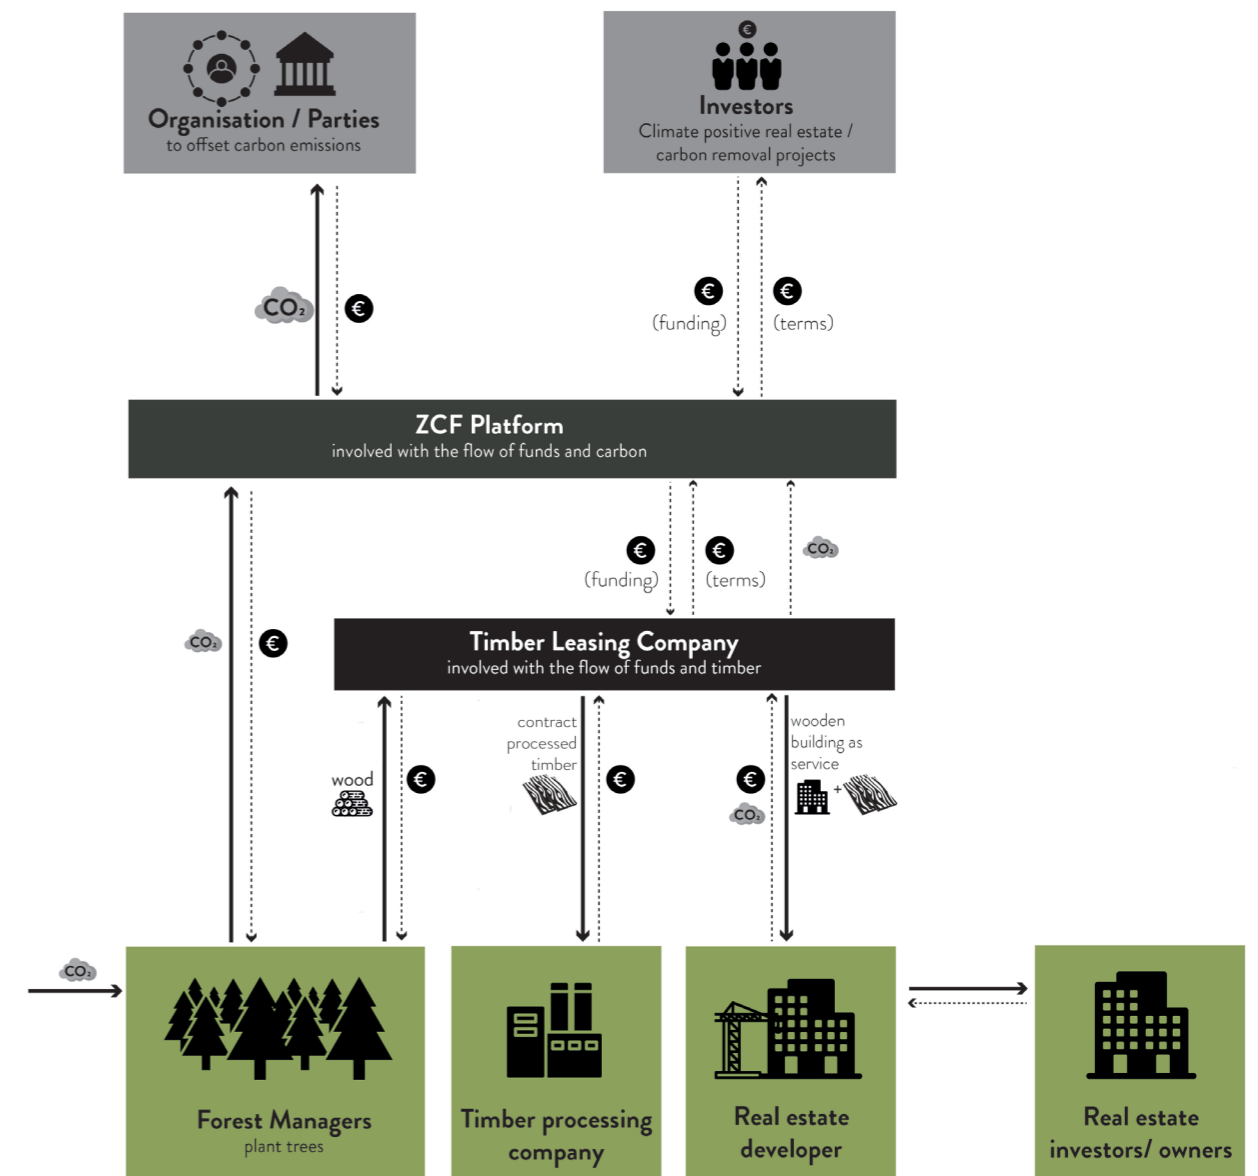 Organisation / Parties
to offset carbon emissions
€
Investors
Climate positive real estate /
carbon removal projects
CO₂
€
€
(funding)
€
(terms)
ZCF Platform
involved with the flow of funds and carbon
€
(funding)
€
(terms)
CO₂
CO₂
€
Timber Leasing Company
involved with the flow of funds and timber
wood
€
contract
processed
timber
€
€
CO₂
wooden
building as
service
+
CO₂
Forest Managers
plant trees
Timber processing
company
Real estate
developer
Real estate
investors/ owners